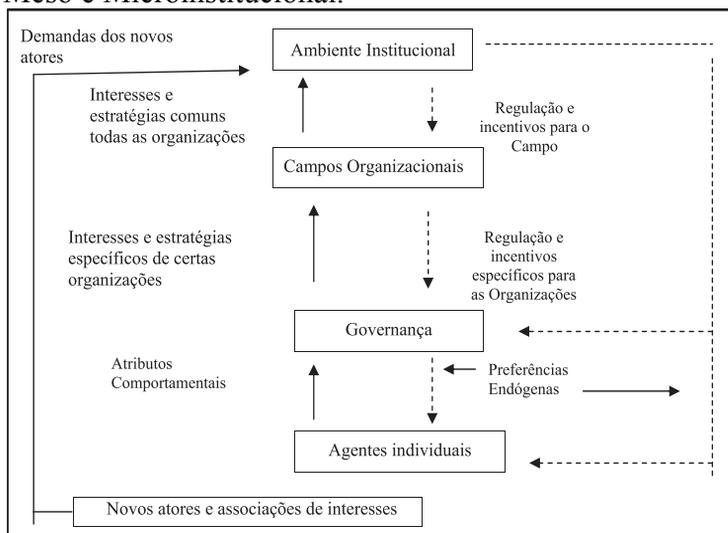 Meso e Microinstitucional.
Demandas dos novos
atores
Ambiente Institucional
Interesses e
estratégias comuns
todas as organizações
Regulação e
incentivos para o
Campo
Campos Organizacionais
Interesses e estratégias
específicos de certas
organizações
Regulação e
incentivos
específicos para
as Organizações
Governança
Atributos
Comportamentais
Preferências
Endógenas
Agentes individuais
Novos atores e associações de interesses